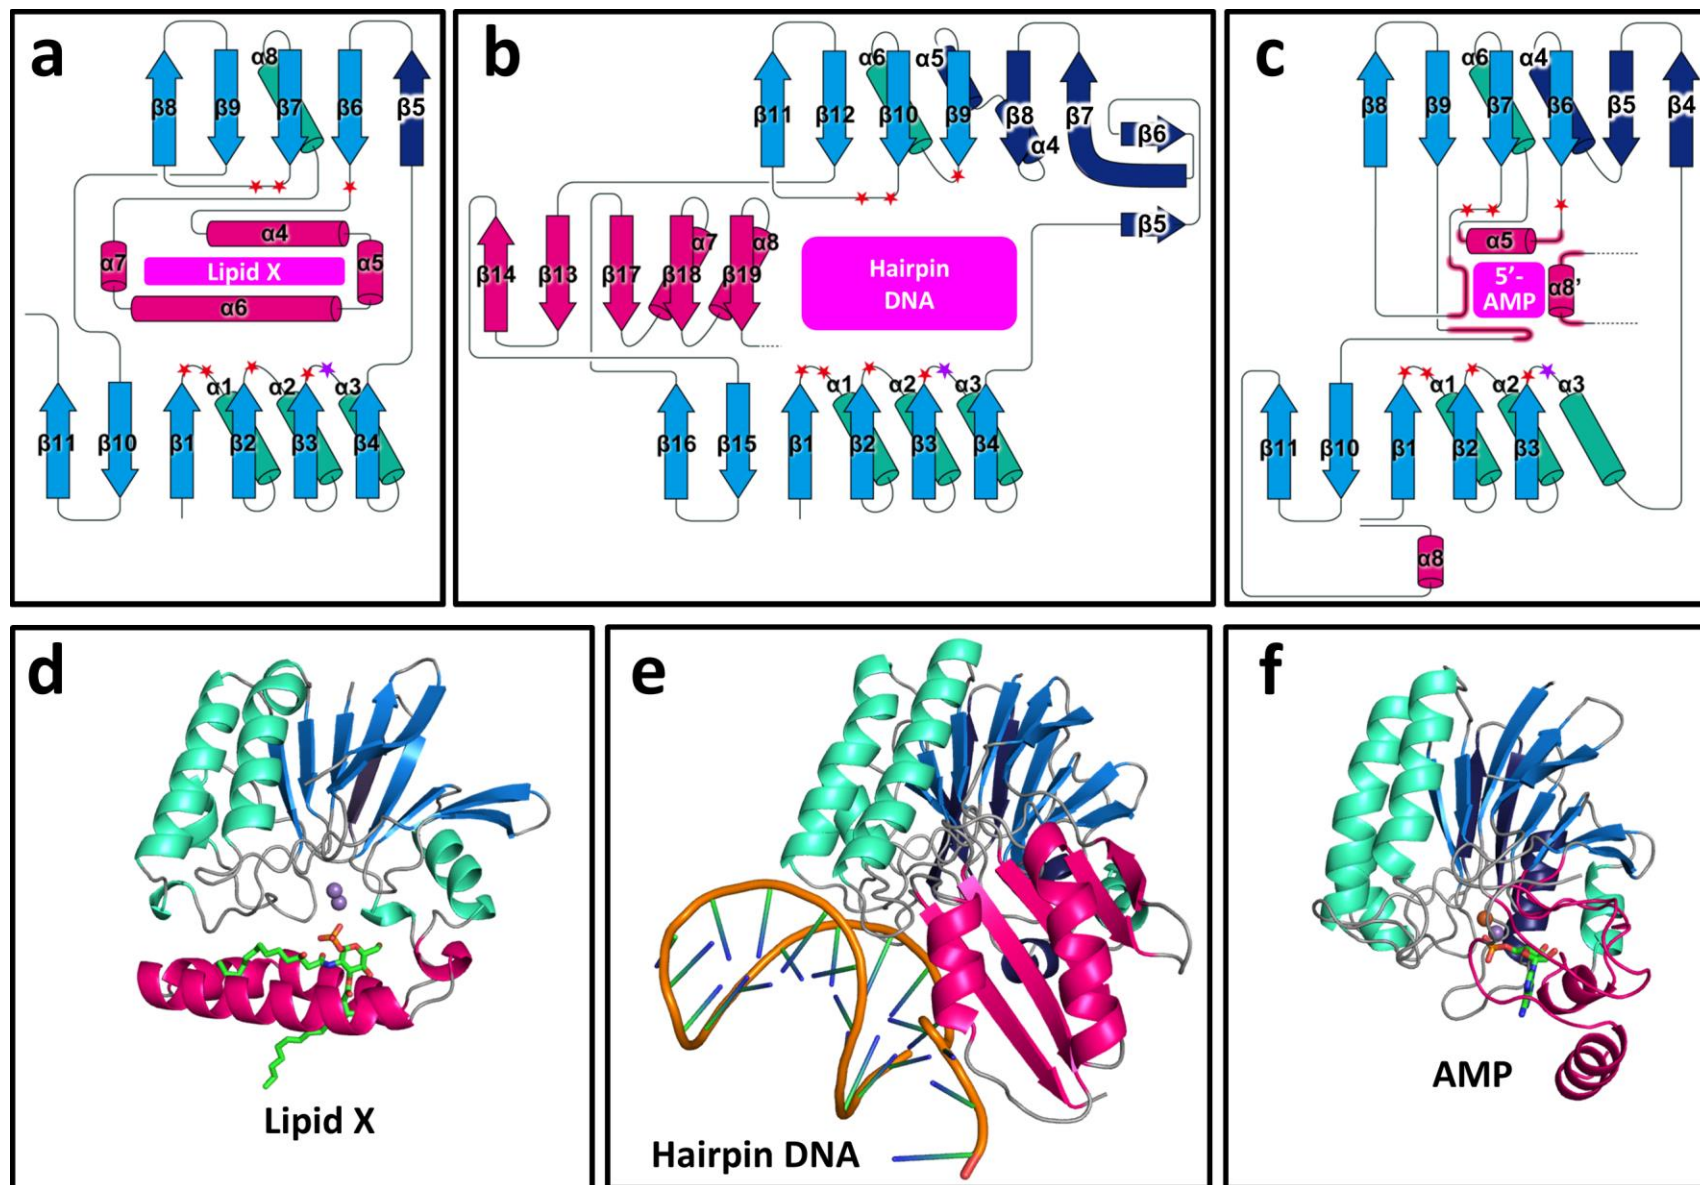 a
α8
β8
β9
β7
β6
β5
α4
α7
Lipid X
α5
α6
α1
α2
α3
β11
β10
β1
β2
β3
β4
b
α6
α5
β11
β12
β10
β9
β8
β7
β6
α4
β5
α7
α8
β14
β13
β17
β18
β19
Hairpin
DNA
α1
α2
α3
β16
β15
β1
β2
β3
β4
c
α6
α4
β8
β9
β7
β6
β5
β4
α5
5'-
AMP
α8'
α1
α2
α3
β11
β10
β1
β2
β3
α8
d
Lipid X
e
Hairpin DNA
f
AMP